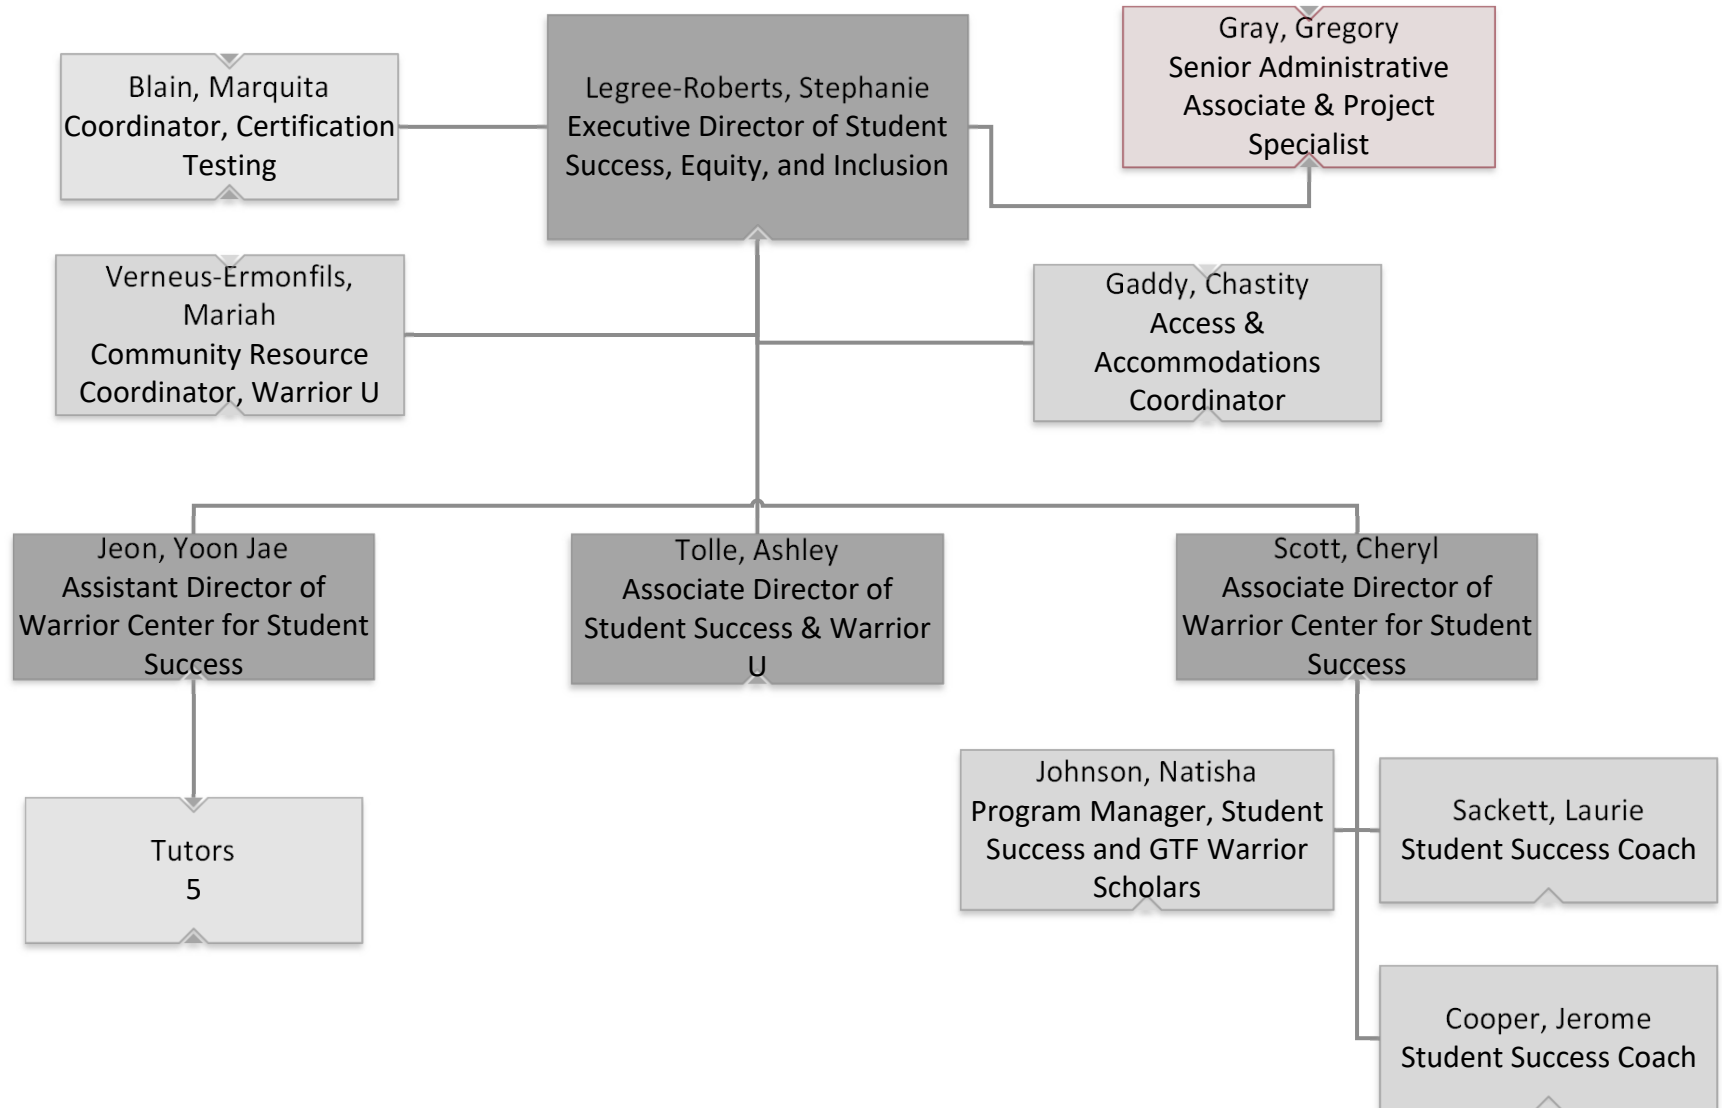 Blain, Marquita
Coordinator, Certification
Testing
Legree-Roberts, Stephanie
Executive Director of Student
Success, Equity, and Inclusion
Gray, Gregory
Senior Administrative
Associate & Project
Specialist
Verneus-Ermonfils,
Mariah
Community Resource
Coordinator, Warrior U
Gaddy, Chastity
Access &
Accommodations
Coordinator
Jeon, Yoon Jae
Assistant Director of
Warrior Center for Student
Success
Tolle, Ashley
Associate Director of
Student Success & Warrior
U
Scott, Cheryl
Associate Director of
Warrior Center for Student
Success
Tutors
5
Johnson, Natisha
Program Manager, Student
Success and GTF Warrior
Scholars
Sackett, Laurie
Student Success Coach
Cooper, Jerome
Student Success Coach